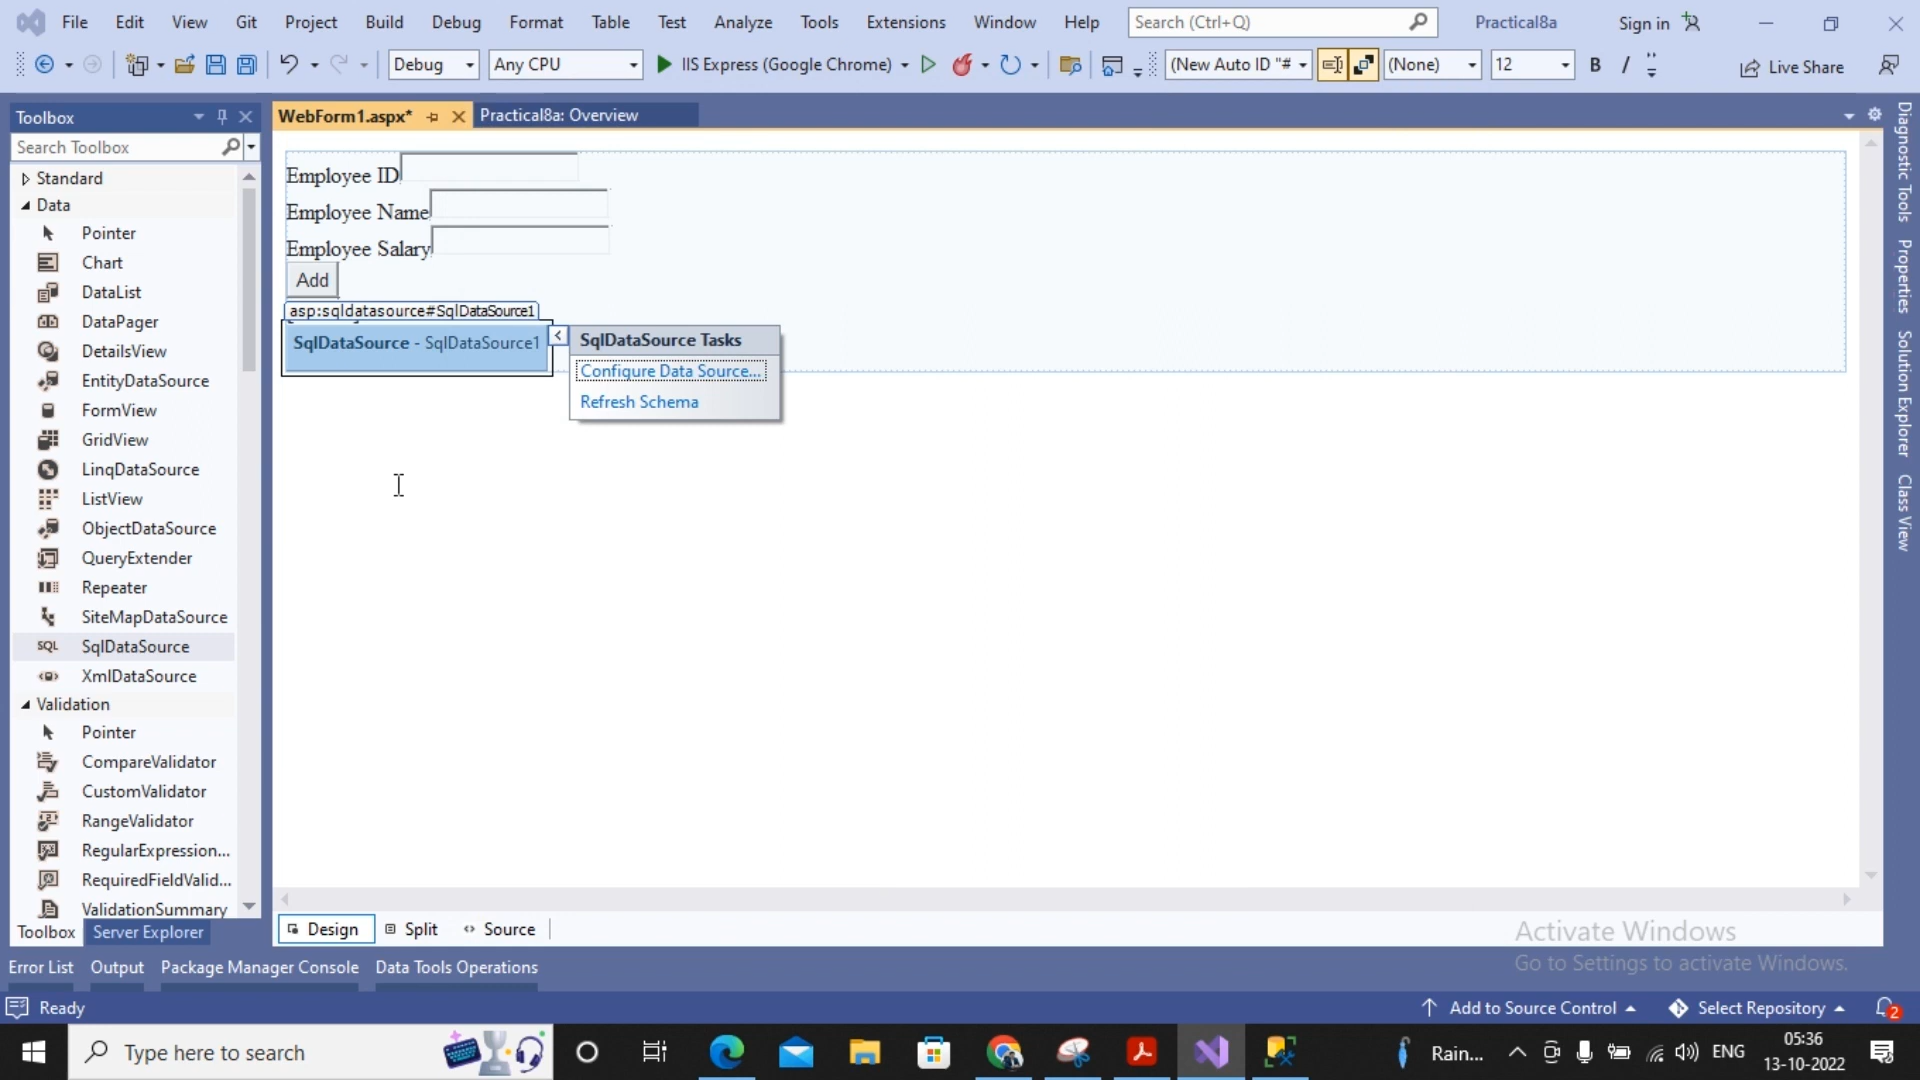 File Edit View Git Project Build Debug Format Table Test Analyze Tools Extensions Window Help Search (Ctrl+Q) Practical8a Sign in
Debug Any CPU IIS Express (Google Chrome) (New Auto ID "# (None) 12 B I " Live Share
Toolbox
WebForm1.aspx* Practical8a: Overview
Search Toolbox
Standard
Data
Pointer
Chart
DataList
DataPager
DetailsView
EntityDataSource
FormView
GridView
LinqDataSource
ListView
ObjectDataSource
QueryExtender
Repeater
SiteMapDataSource
SQL SqlDataSource
XmlDataSource
Validation
Pointer
CompareValidator
CustomValidator
RangeValidator
RegularExpression...
RequiredFieldValid...
ValidationSummary
Toolbox Server Explorer
Employee ID
Employee Name
Employee Salary
Add
asp:sqldatasource#SqlDataSource1
SqlDataSource - SqlDataSource1
SqlDataSource Tasks
Configure Data Source...
Refresh Schema
Diagnostic Tools
Properties
Solution Explorer
Class View
Design Split Source
Activate Windows
Go to Settings to activate Windows.
Error List Output Package Manager Console Data Tools Operations
Ready Add to Source Control Select Repository 2
Type here to search Rain... ENG 05:36
13-10-2022